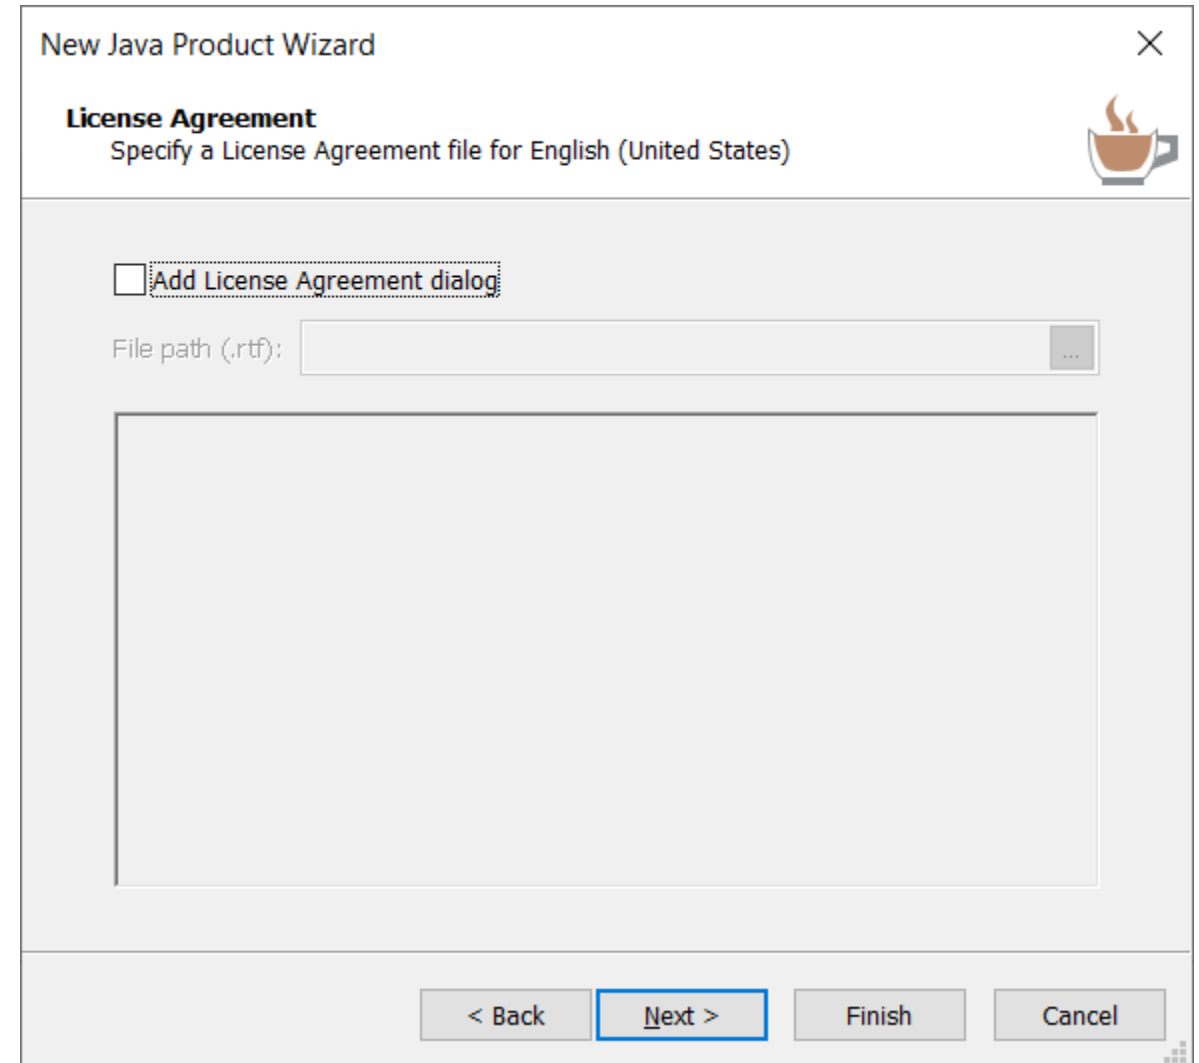 New Java Product Wizard
License Agreement
Specify a License Agreement file for English (United States)
Add License Agreement dialog
File path (.rtf):
...
< Back
Next >
Finish
Cancel